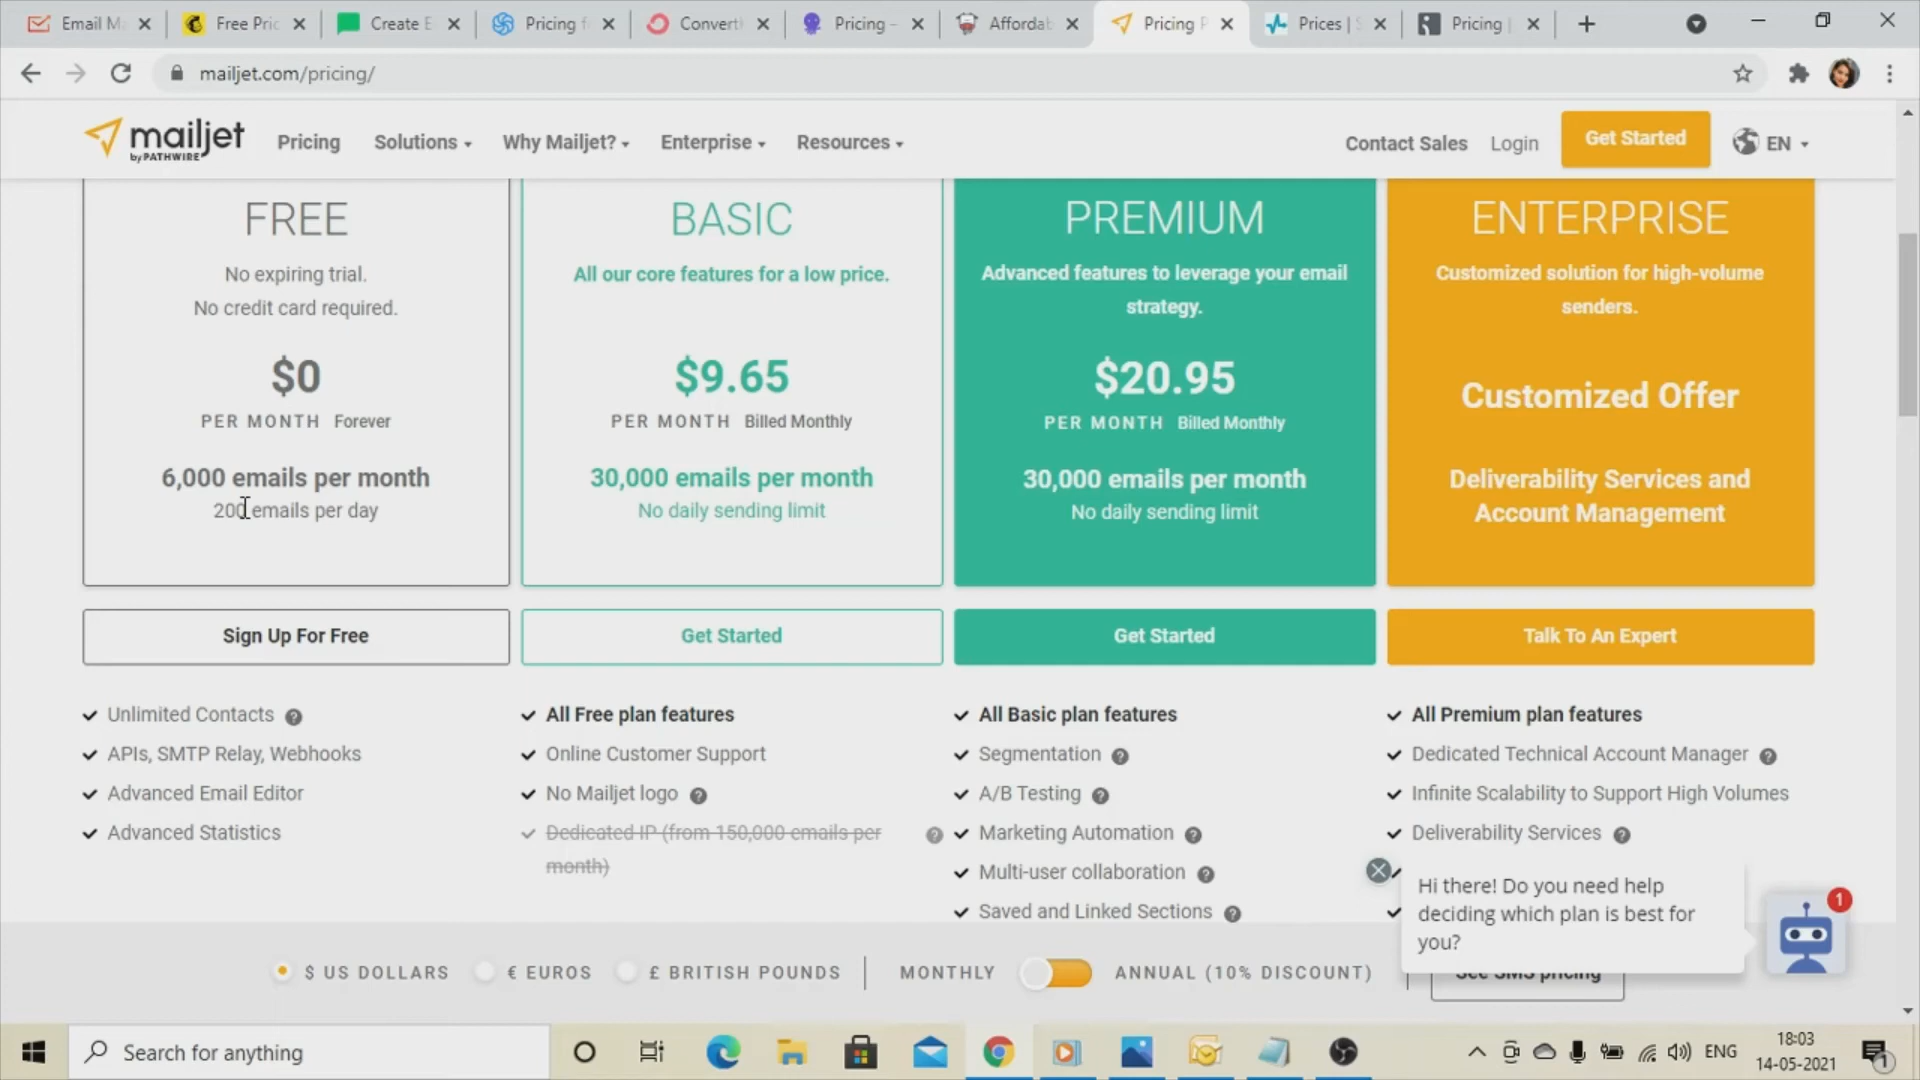 Email M
Free Pric
Create E
Pricing f
Convertk
Pricing –
Affordab
Pricing P
Prices | S
Pricing |
mailjet.com/pricing/
mailjet
by PATHWIRE
Pricing
Solutions
Why Mailjet?
Enterprise
Resources
Contact Sales
Login
Get Started
EN
FREE
No expiring trial.
No credit card required.
$0
PER MONTH Forever
6,000 emails per month
200 emails per day
Sign Up For Free
Unlimited Contacts
APIs, SMTP Relay, Webhooks
Advanced Email Editor
Advanced Statistics
BASIC
All our core features for a low price.
$9.65
PER MONTH Billed Monthly
30,000 emails per month
No daily sending limit
Get Started
All Free plan features
Online Customer Support
No Mailjet logo
Dedicated IP (from 150,000 emails per
month)
PREMIUM
Advanced features to leverage your email
strategy.
$20.95
PER MONTH Billed Monthly
30,000 emails per month
No daily sending limit
Get Started
All Basic plan features
Segmentation
A/B Testing
Marketing Automation
Multi-user collaboration
Saved and Linked Sections
ENTERPRISE
Customized solution for high-volume
senders.
Customized Offer
Deliverability Services and
Account Management
Talk To An Expert
All Premium plan features
Dedicated Technical Account Manager
Infinite Scalability to Support High Volumes
Deliverability Services
Hi there! Do you need help
deciding which plan is best for
you?
1
$ US DOLLARS
€ EUROS
£ BRITISH POUNDS
MONTHLY
ANNUAL (10% DISCOUNT)
See SMS pricing
Search for anything
ENG
18:03
14-05-2021
1